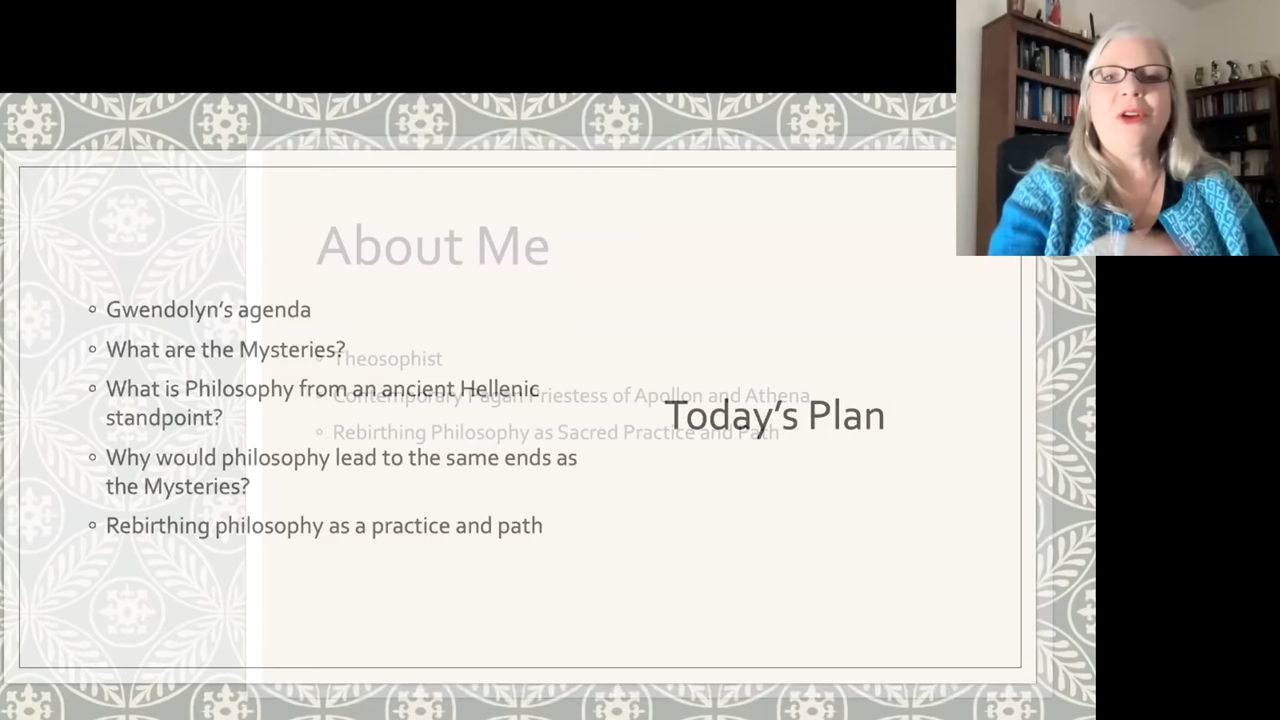 About Me
◦ Gwendolyn's agenda
◦ What are the Mysteries?
◦ Theosophist
◦ What is Philosophy from an ancient Hellenic
standpoint?
◦ Contemporary Pagan Priestess of Apollon and Athena
Today's Plan
◦ Rebirthing Philosophy as Sacred Practice and Path
◦ Why would philosophy lead to the same ends as
the Mysteries?
◦ Rebirthing philosophy as a practice and path